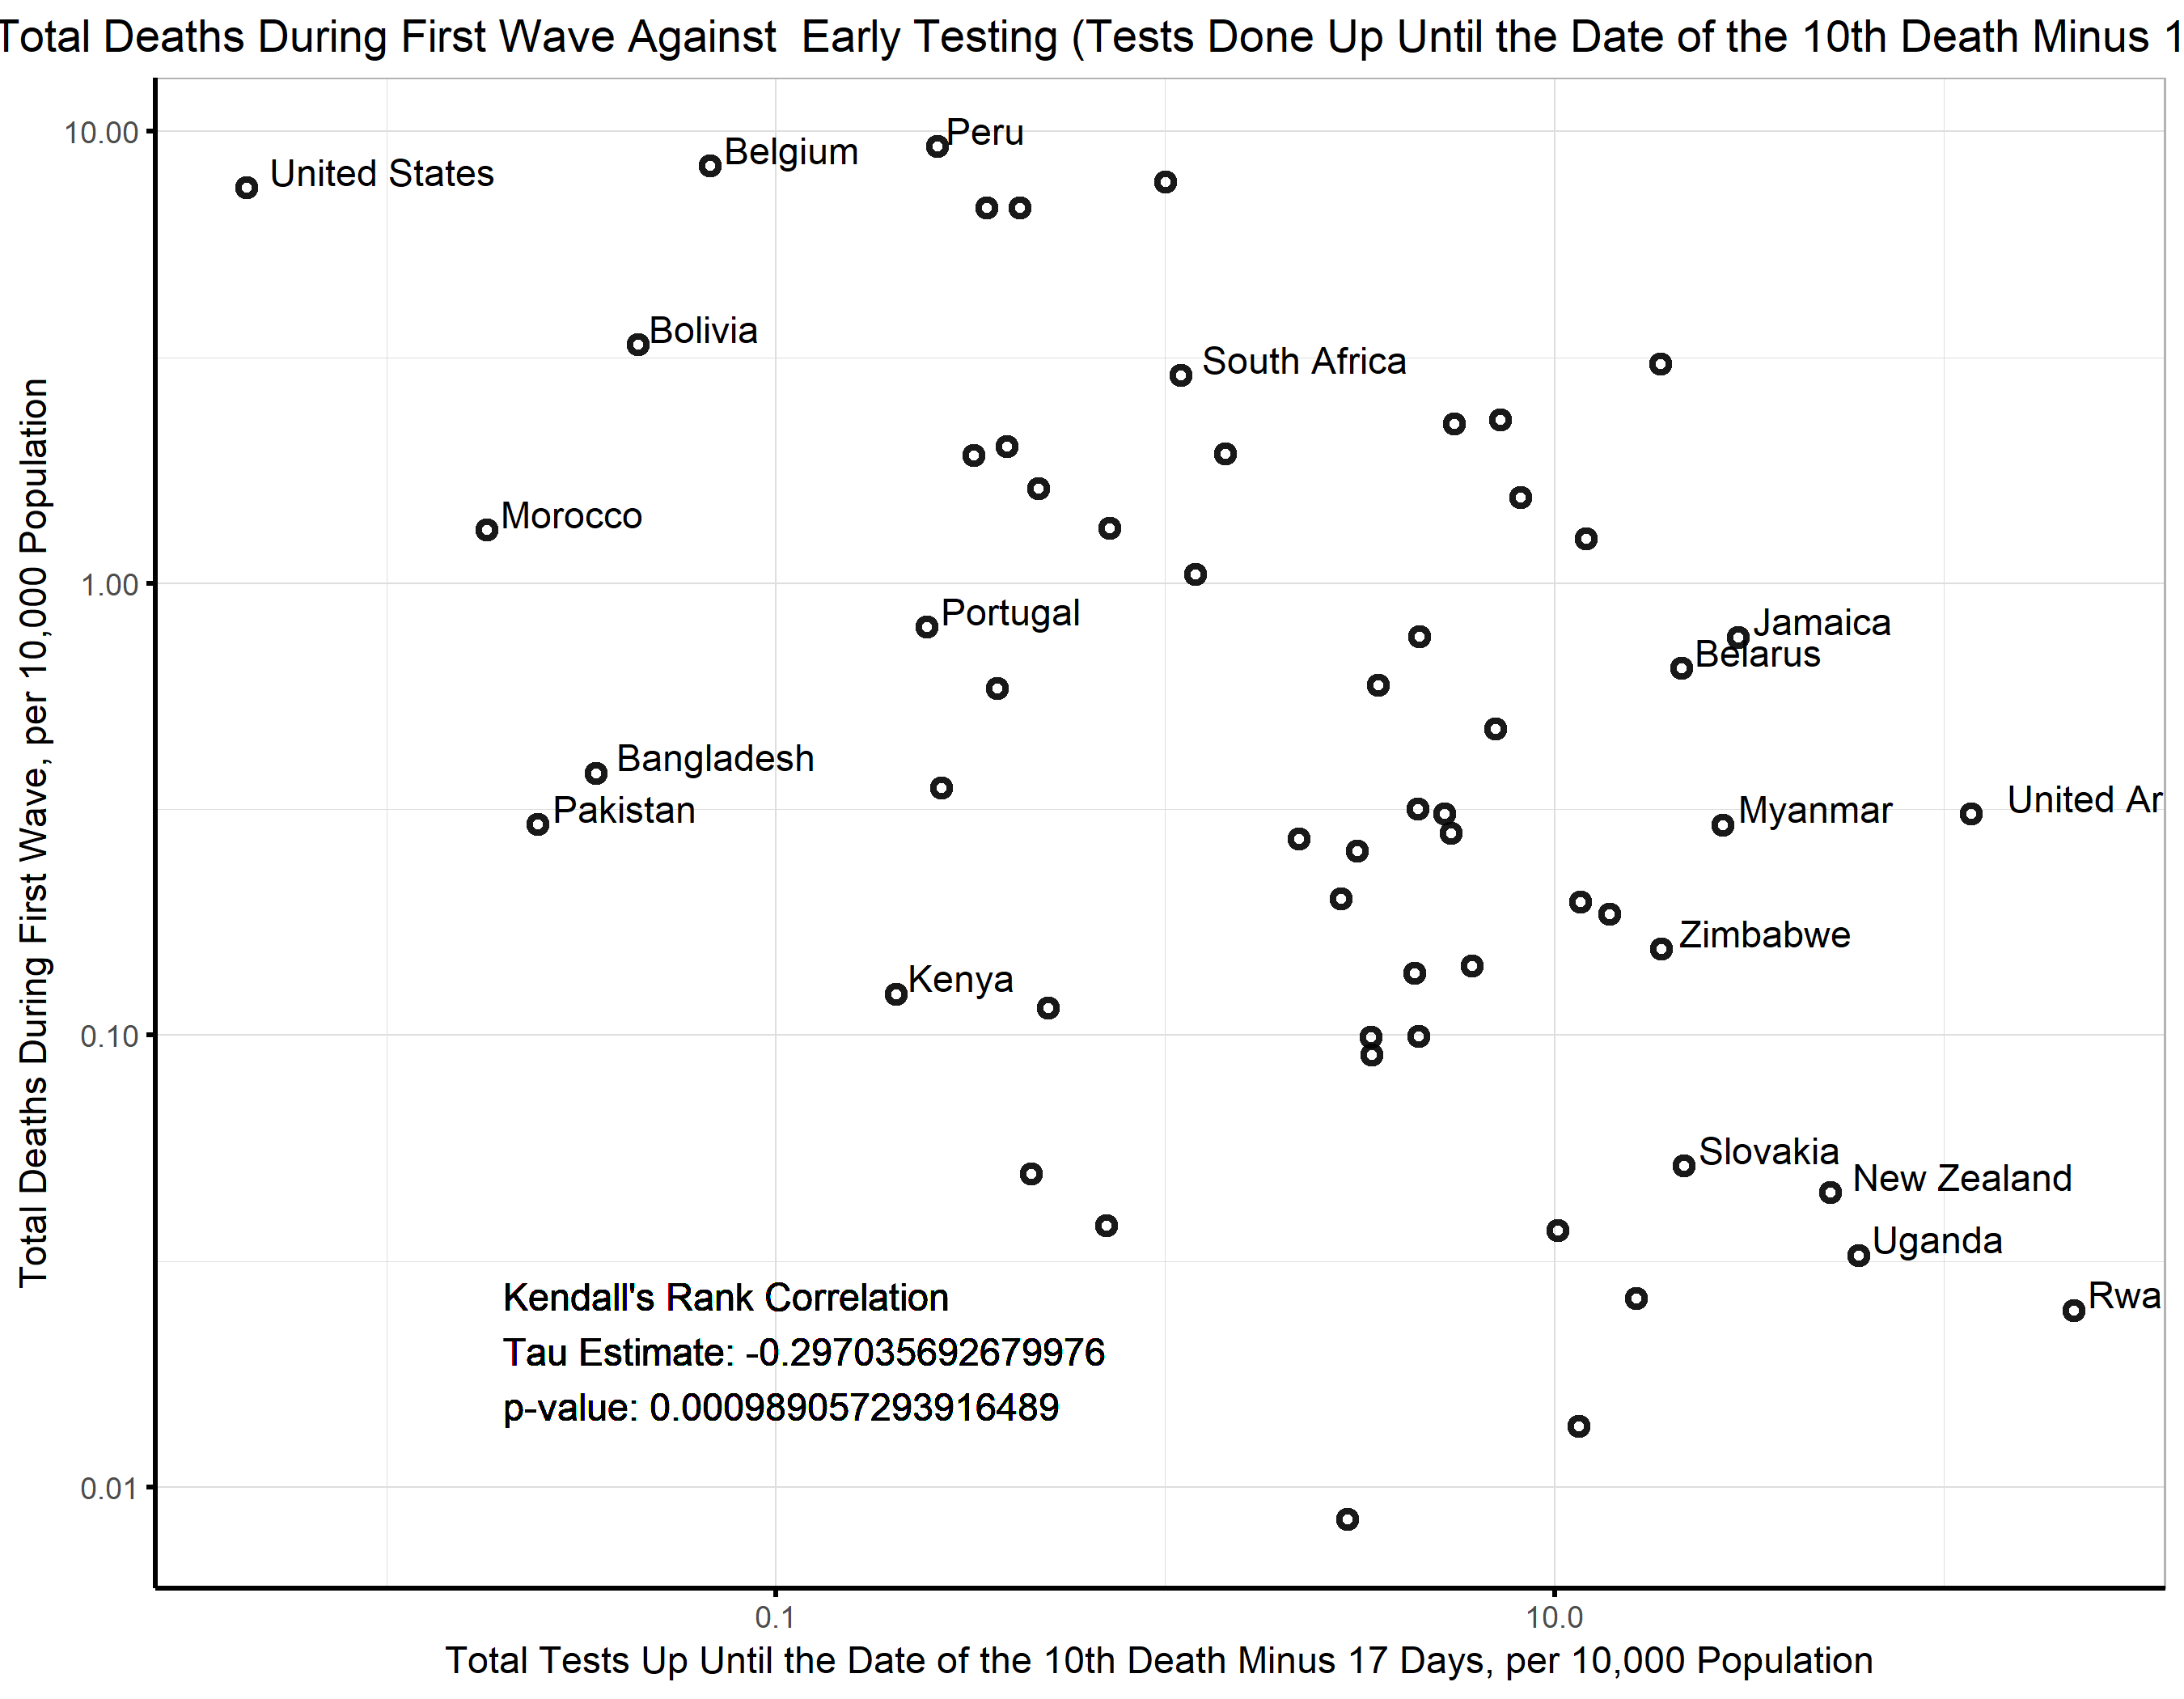 Total Deaths During First Wave Against  Early Testing (Tests Done Up Until the Date of the 10th Death Minus 1
10.00
1.00
0.10
0.01
Total Deaths During First Wave, per 10,000 Population
United States
Belgium
Peru
Bolivia
South Africa
Morocco
Portugal
Jamaica
Belarus
Bangladesh
Pakistan
Myanmar
United Ar
Zimbabwe
Kenya
Slovakia
New Zealand
Uganda
Rwa
Kendall's Rank Correlation
Tau Estimate: -0.297035692679976
p-value: 0.000989057293916489
0.1
10.0
Total Tests Up Until the Date of the 10th Death Minus 17 Days, per 10,000 Population